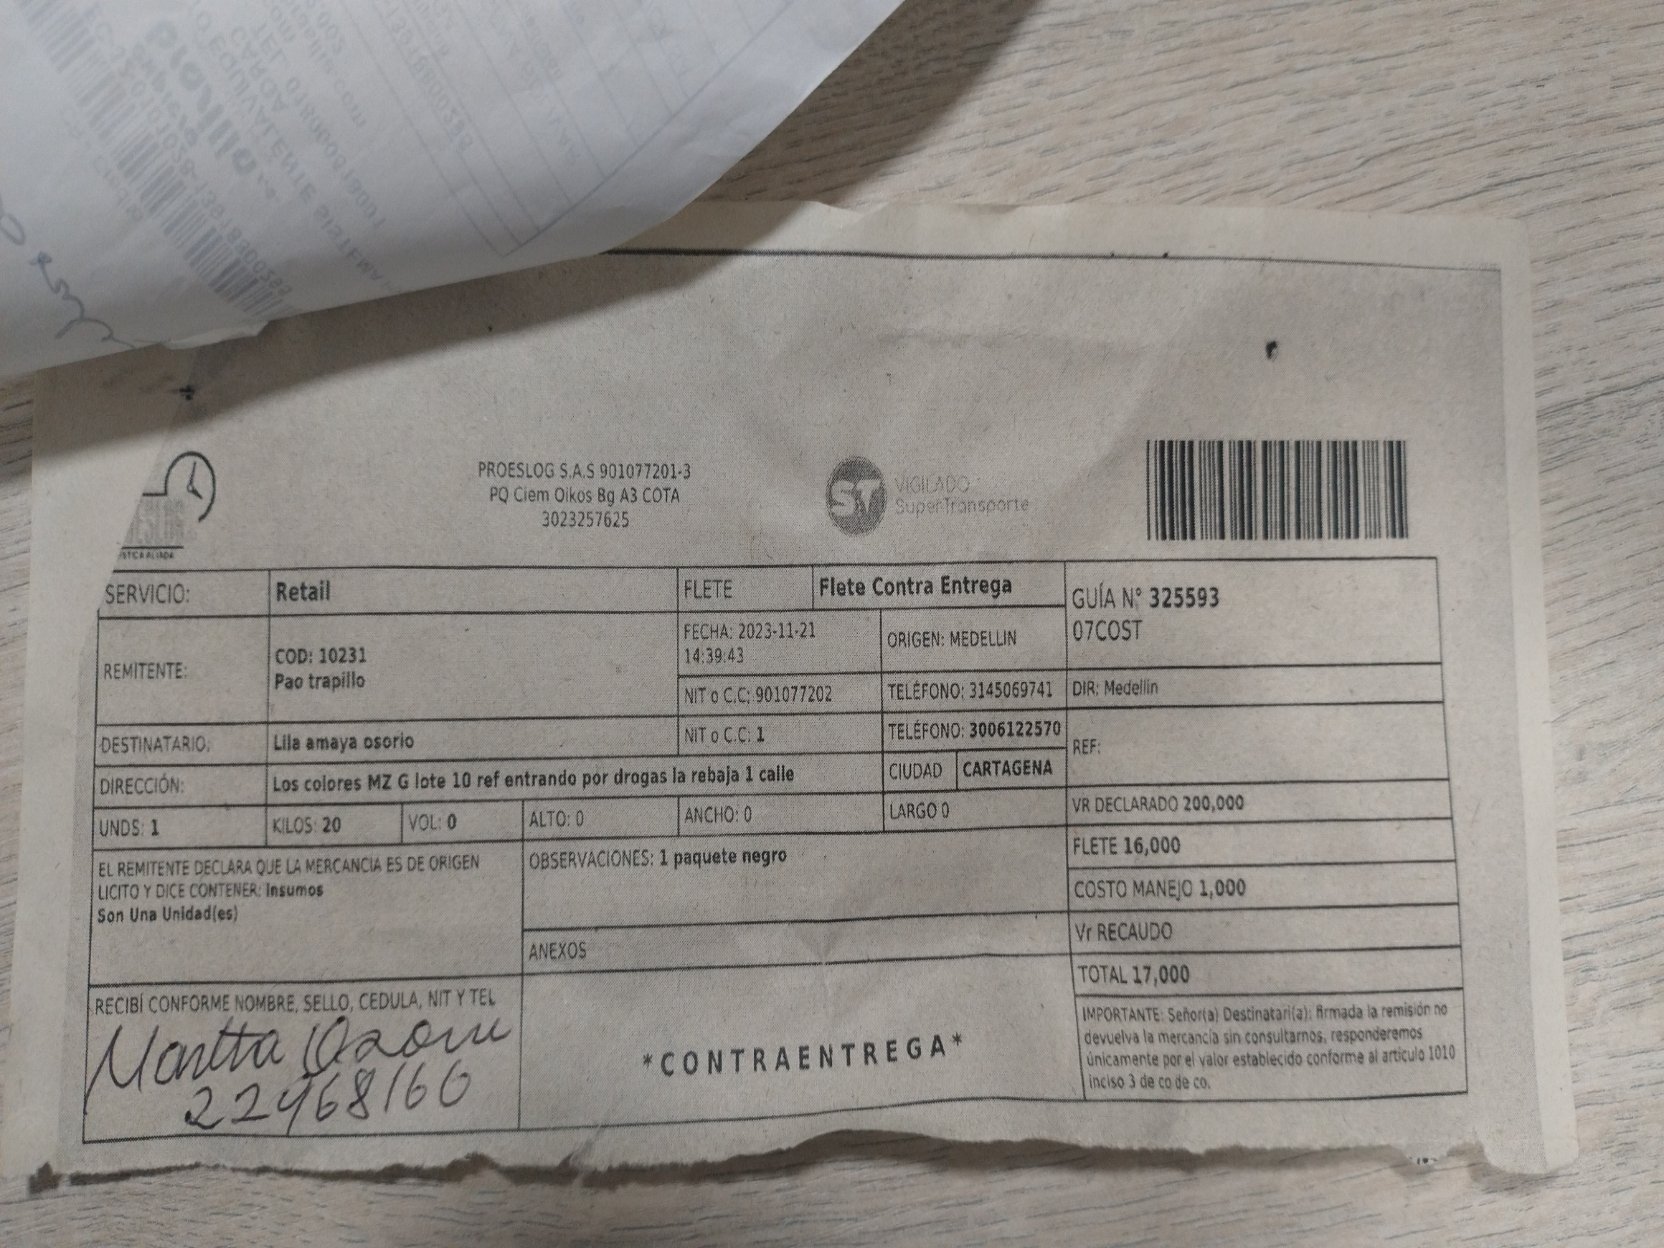 PROESLOG S.A.S 901077201-3
PQ Ciem Oikos Bg A3 COTA
3023257625
ST
VIGILADO
SuperTransporte
SERVICIO: Retail FLETE Flete Contra Entrega
GUÍA N° 325593
07COST
REMITENTE: COD: 10231
Pao trapillo
FECHA: 2023-11-21
14:39:43
ORIGEN: MEDELLIN
NIT o C.C: 901077202 TELÉFONO: 3145069741 DIR: Medellin
DESTINATARIO: Lila amaya osorio NIT o C.C: 1 TELÉFONO: 3006122570 REF:
DIRECCIÓN: Los colores MZ G lote 10 ref entrando por drogas la rebaja 1 calle CIUDAD CARTAGENA
UNDS: 1 KILOS: 20 VOL: 0 ALTO: 0 ANCHO: 0 LARGO 0 VR DECLARADO 200,000
EL REMITENTE DECLARA QUE LA MERCANCIA ES DE ORIGEN
LICITO Y DICE CONTENER: Insumos
Son Una Unidad(es)
OBSERVACIONES: 1 paquete negro
ANEXOS
FLETE 16,000
COSTO MANEJO 1,000
Vr RECAUDO
TOTAL 17,000
RECIBÍ CONFORME NOMBRE, SELLO, CEDULA, NIT Y TEL
22468160
*CONTRAENTREGA*
IMPORTANTE: Señor(a) Destinatari(a): firmada la remisión no
devuelva la mercancía sin consultarnos, responderemos
únicamente por el valor establecido conforme al articulo 1010
inciso 3 de co de co.